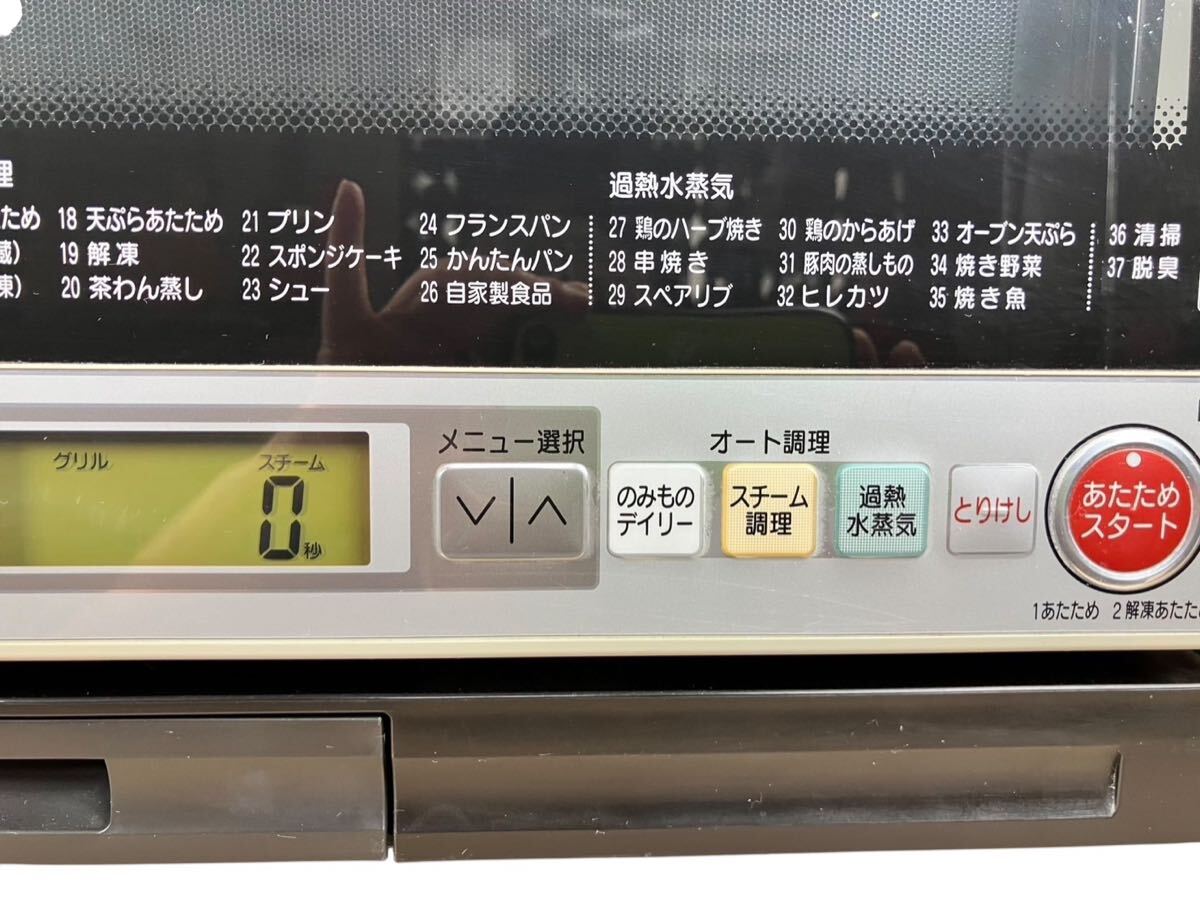 理
過熱水蒸気
ため 18 天ぷらあたため 21 プリン 24 フランスパン 27 鶏のハーブ焼き 30 鶏のからあげ 33 オーブン天ぷら 36 清掃
蔵) 19 解凍 22 スポンジケーキ 25 かんたんパン 28 串焼き 31 豚肉の蒸しもの 34 焼き野菜 37 脱臭
凍) 20 茶わん蒸し 23 シュー 26 自家製食品 29 スペアリブ 32 ヒレカツ 35 焼き魚
グリル スチーム
0秒
メニュー選択
オート調理
のみもの
デイリー
スチーム
調理
過熱
水蒸気
とりけし
あたため
スタート
1あたため 2解凍あたた